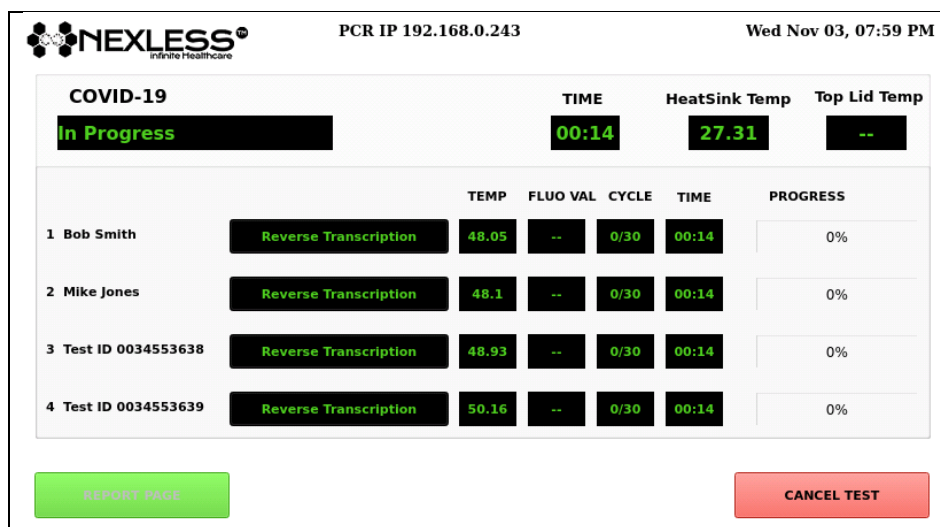 NEXLESS™
infinite Healthcare
PCR IP 192.168.0.243
Wed Nov 03, 07:59 PM
COVID-19
TIME
HeatSink Temp
Top Lid Temp
In Progress
00:14
27.31
--
TEMP FLUO VAL CYCLE TIME PROGRESS
1 Bob Smith Reverse Transcription 48.05 -- 0/30 00:14 0%
2 Mike Jones Reverse Transcription 48.1 -- 0/30 00:14 0%
3 Test ID 0034553638 Reverse Transcription 48.93 -- 0/30 00:14 0%
4 Test ID 0034553639 Reverse Transcription 50.16 -- 0/30 00:14 0%
REPORT PAGE
CANCEL TEST